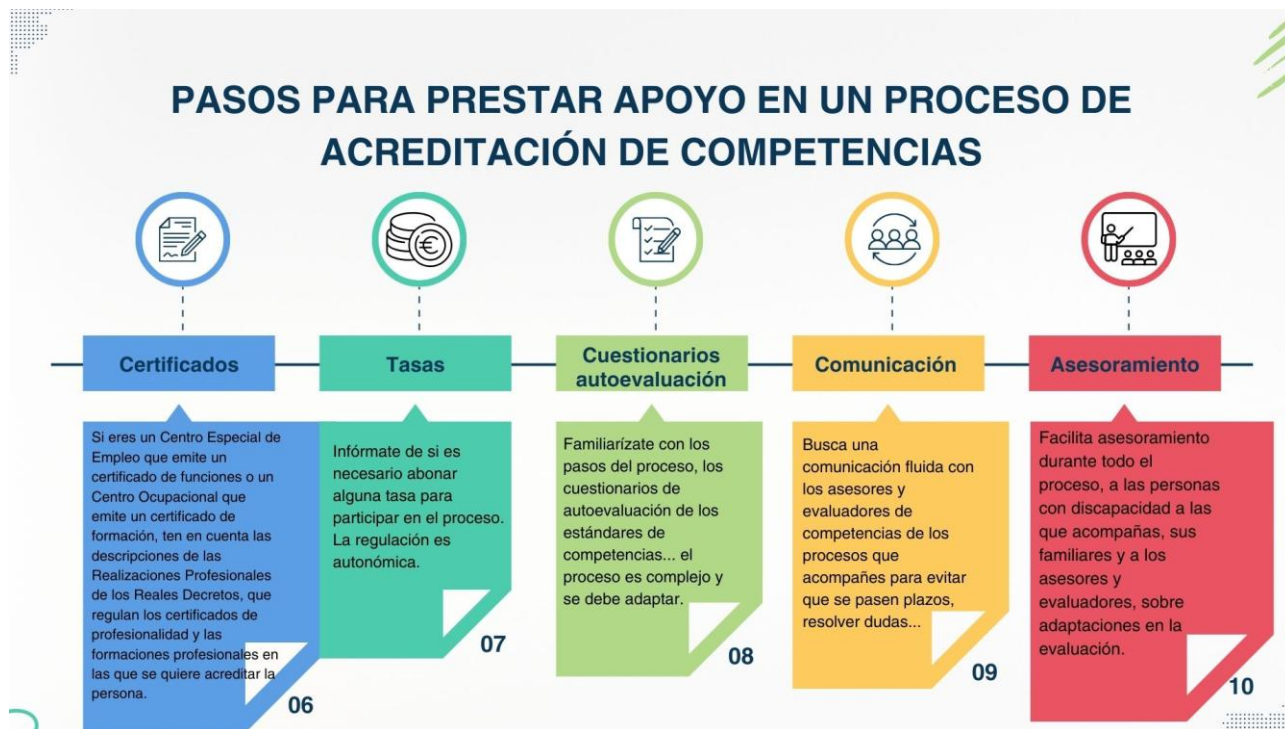 PASOS PARA PRESTAR APOYO EN UN PROCESO DE
ACREDITACIÓN DE COMPETENCIAS
Certificados
Si eres un Centro Especial de
Empleo que emite un
certificado de funciones o un
Centro Ocupacional que
emite un certificado de
formación, ten en cuenta las
descripciones de las
Realizaciones Profesionales
de los Reales Decretos, que
regulan los certificados de
profesionalidad y las
formaciones profesionales en
las que se quiere acreditar la
persona.
06
Tasas
Infórmate de si es
necesario abonar
alguna tasa para
participar en el proceso.
La regulación es
autonómica.
07
Cuestionarios
autoevaluación
Familiarízate con los
pasos del proceso, los
cuestionarios de
autoevaluación de los
estándares de
competencias... el
proceso es complejo y
se debe adaptar.
08
Comunicación
Busca una
comunicación fluida con
los asesores y
evaluadores de
competencias de los
procesos que
acompañes para evitar
que se pasen plazos,
resolver dudas...
09
Asesoramiento
Facilita asesoramiento
durante todo el
proceso, a las personas
con discapacidad a las
que acompañas, sus
familiares y a los
asesores y
evaluadores, sobre
adaptaciones en la
evaluación.
10